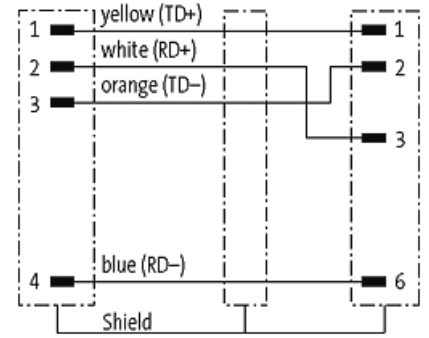 yellow (TD+)
1 1
white (RD+)
2 2
orange (TD–)
3
3
blue (RD–)
4 6
Shield